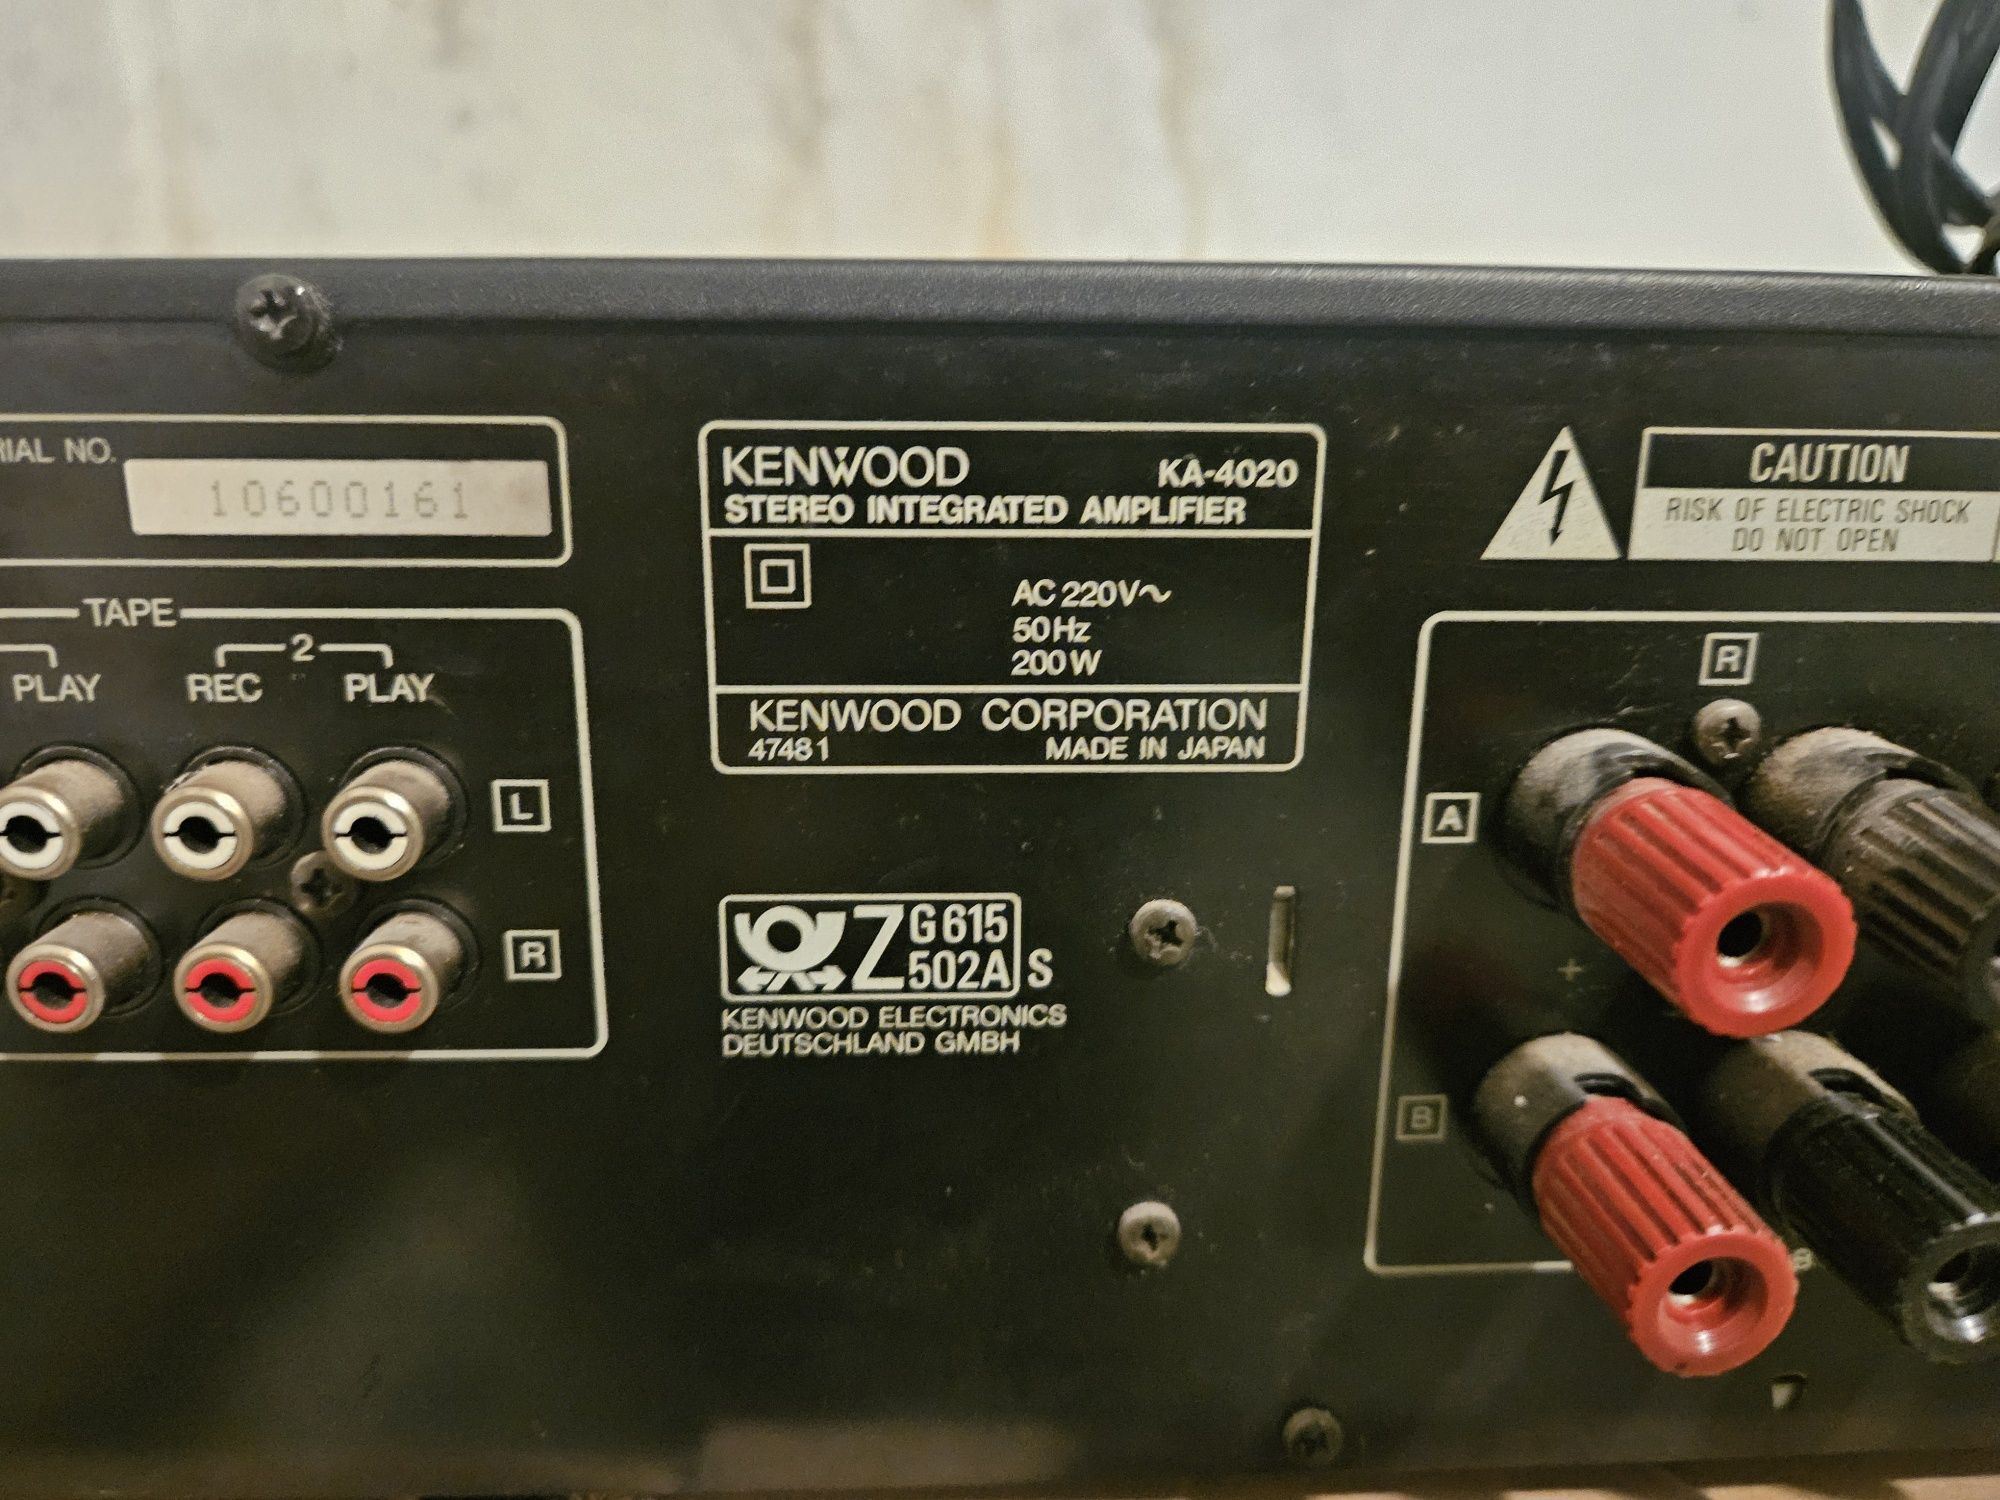 RIAL NO.
10600161
TAPE
2
PLAY REC PLAY
L
R
KENWOOD KA-4020
STEREO INTEGRATED AMPLIFIER
AC 220V~
50Hz
200W
KENWOOD CORPORATION
47481 MADE IN JAPAN
Z G 615
502A S
KENWOOD ELECTRONICS
DEUTSCHLAND GMBH
CAUTION
RISK OF ELECTRIC SHOCK
DO NOT OPEN
R
A
+
B